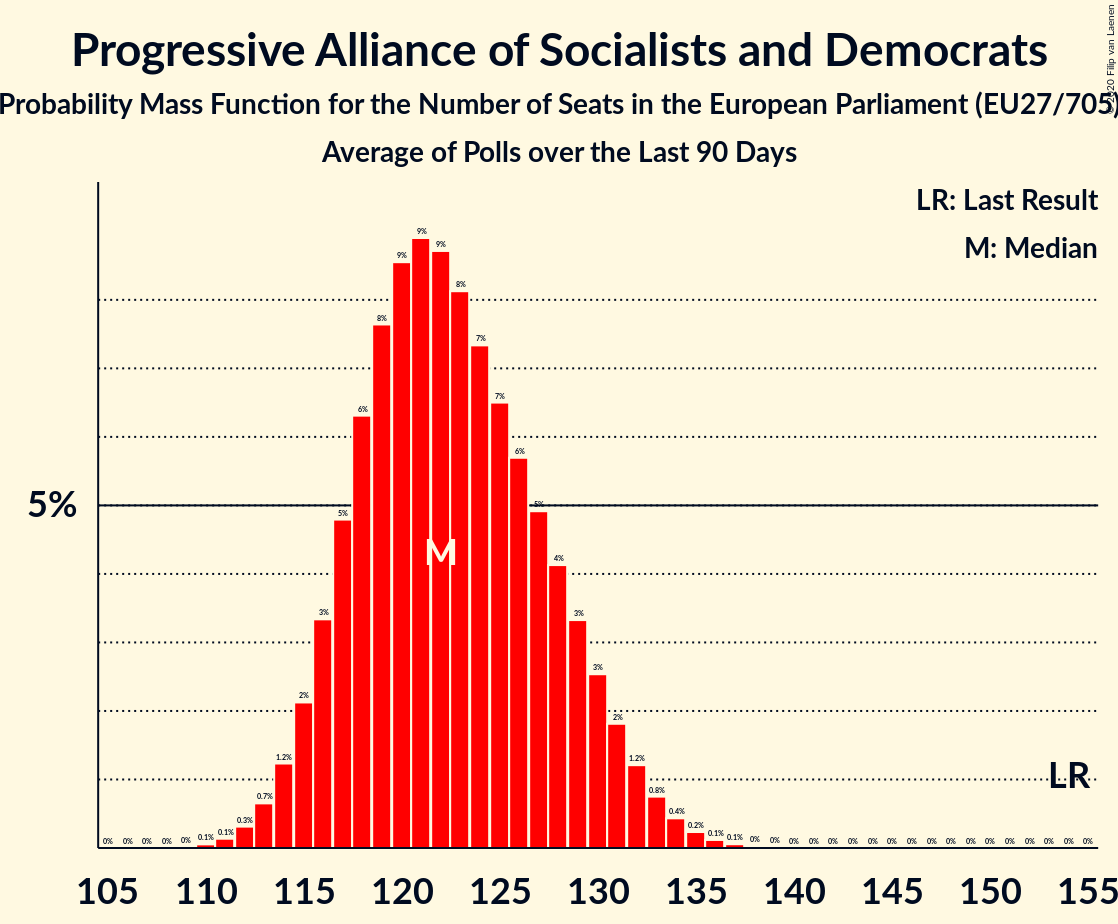 Progressive Alliance of Socialists and Democrats
Probability Mass Function for the Number of Seats in the European Parliament (EU27/705)
Average of Polls over the Last 90 Days
© 2020 Filip van Laenen
LR: Last Result
M: Median
5%
0% 0% 0% 0% 0% 0.1% 0.1% 0.3% 0.7% 1.2% 2% 3% 5% 6% 8% 9% 9% 9% 8% 7% 7% 6% 5% 4% 3% 3% 2% 1.2% 0.8% 0.4% 0.2% 0.1% 0.1% 0% 0% 0% 0% 0% 0% 0% 0% 0% 0% 0% 0% 0% 0% 0% 0% 0% 0%
M
LR
105 110 115 120 125 130 135 140 145 150 155